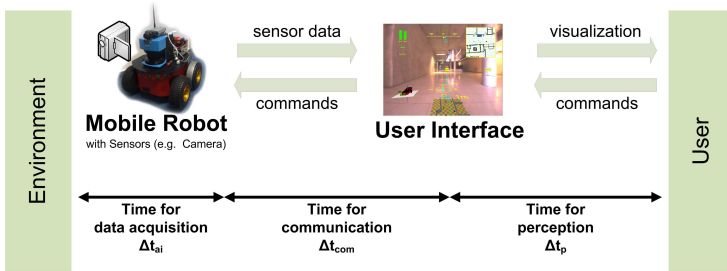 Environment
Mobile Robot
with Sensors (e.g. Camera)
sensor data
commands
User Interface
visualization
commands
User
Time for
data acquisition
Δtai
Time for
communication
Δtcom
Time for
perception
Δtp